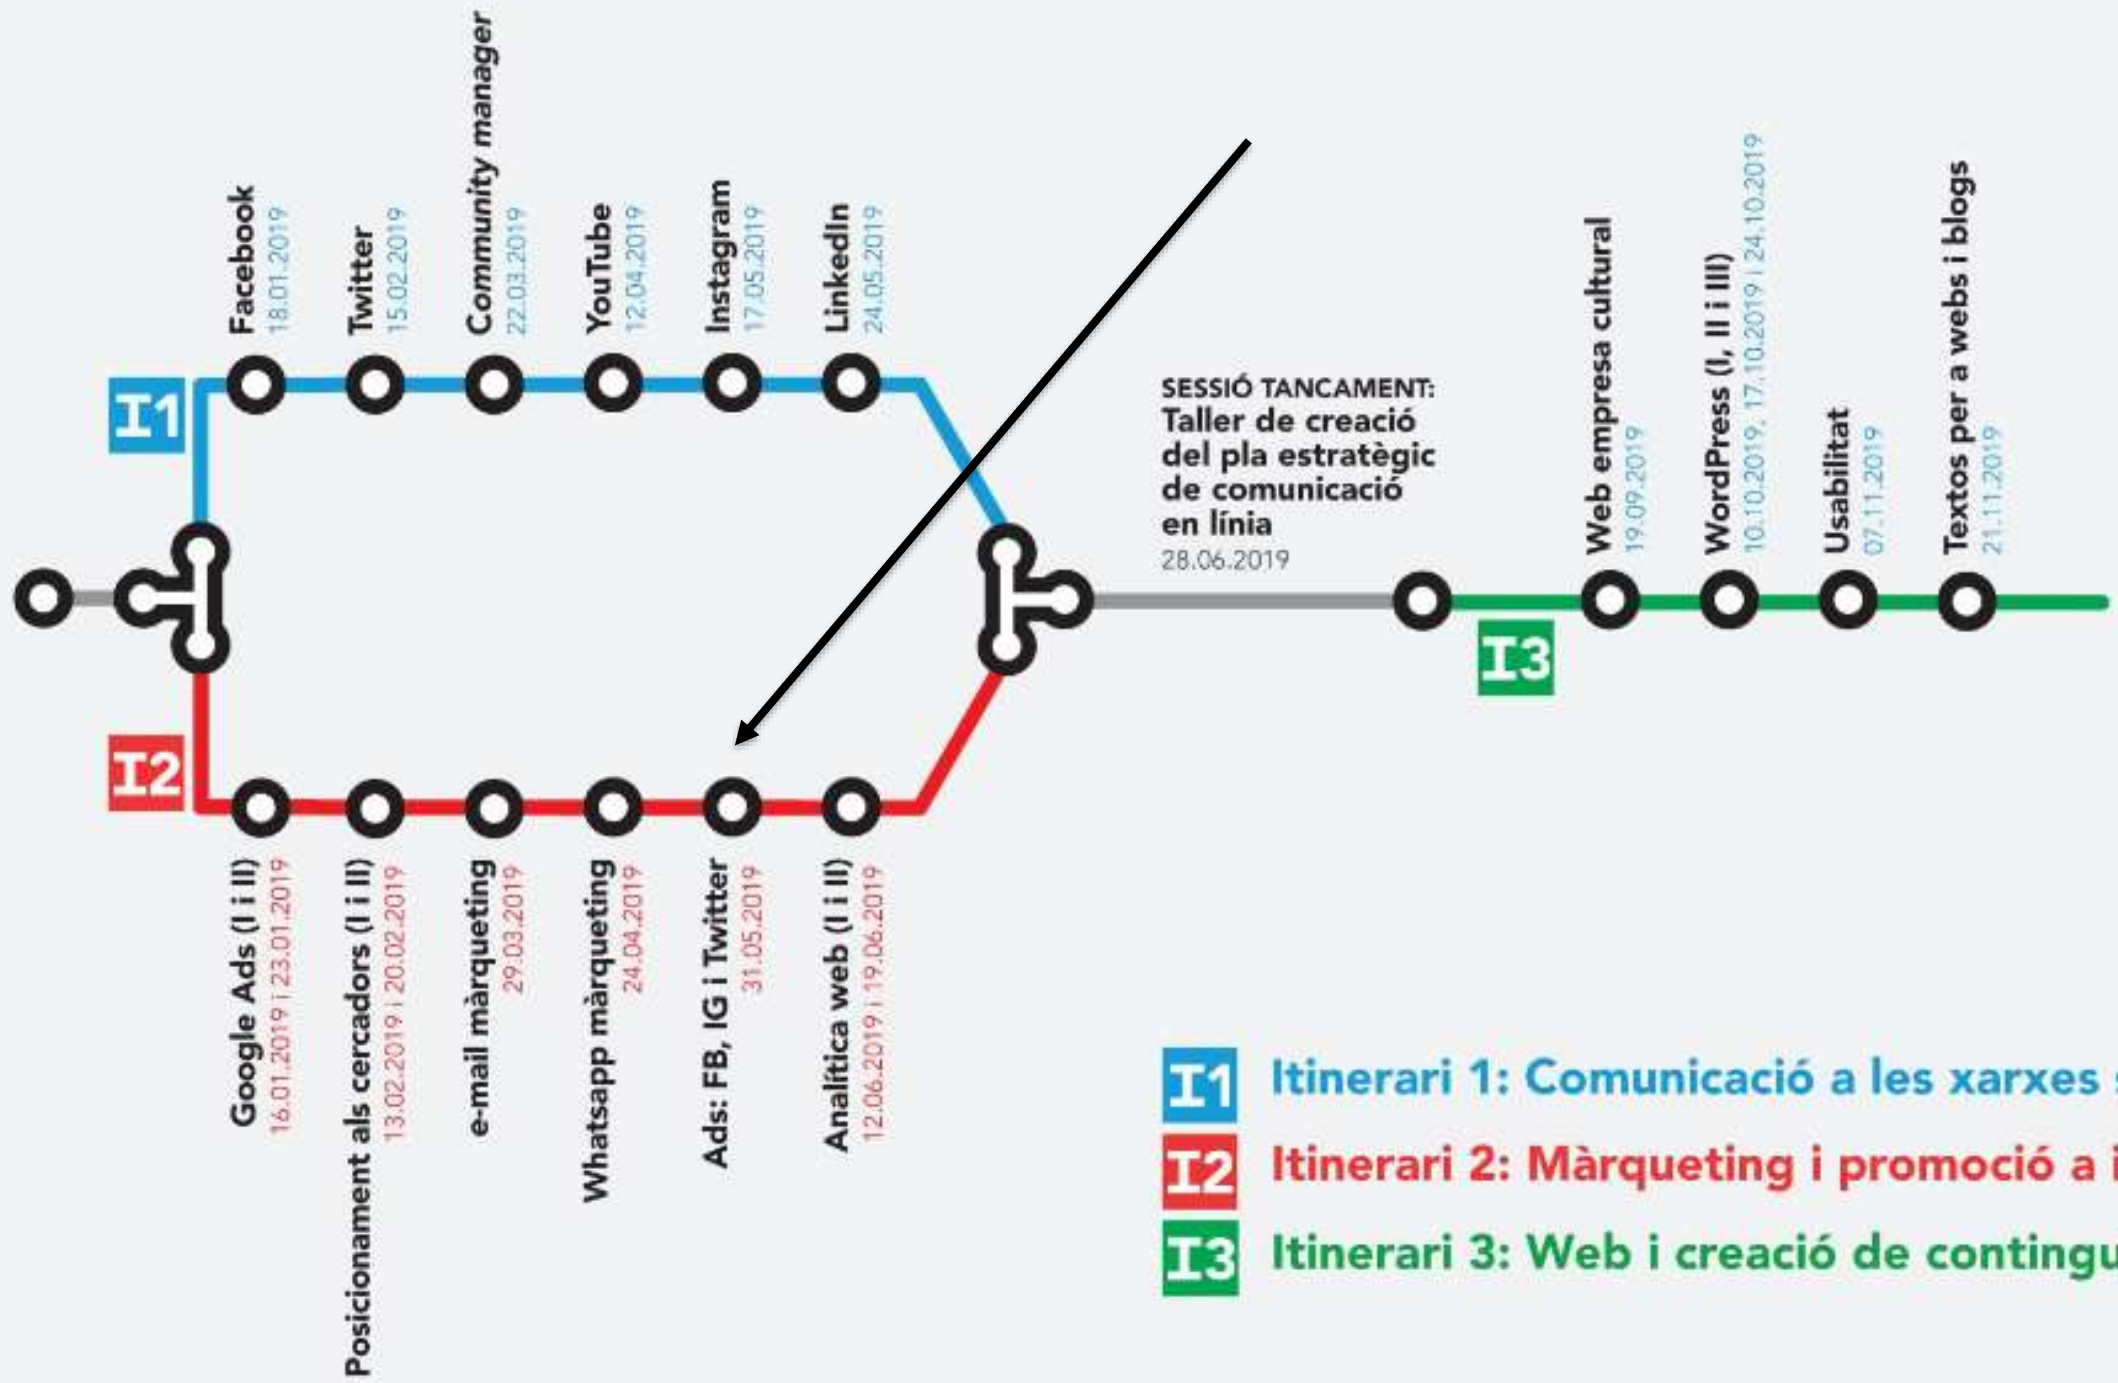 Facebook
18.01.2019
Twitter
15.02.2019
Community manager
22.03.2019
YouTube
12.04.2019
Instagram
17.05.2019
LinkedIn
24.05.2019
I1
SESSIÓ TANCAMENT:
Taller de creació
del pla estratègic
de comunicació
en línia
28.06.2019
Web empresa cultural
19.09.2019
WordPress (I, II i III)
10.10.2019, 17.10.2019 i 24.10.2019
Usabilitat
07.11.2019
Textos per a webs i blogs
21.11.2019
I3
I2
Google Ads (I i II)
16.01.2019 i 23.01.2019
Posicionament als cercadors (I i II)
13.02.2019 i 20.02.2019
e-mail màrqueting
29.03.2019
Whatsapp màrqueting
24.04.2019
Ads: FB, IG i Twitter
31.05.2019
Analítica web (I i II)
12.06.2019 i 19.06.2019
I1 Itinerari 1: Comunicació a les xarxes
I2 Itinerari 2: Màrqueting i promoció a
I3 Itinerari 3: Web i creació de contingu